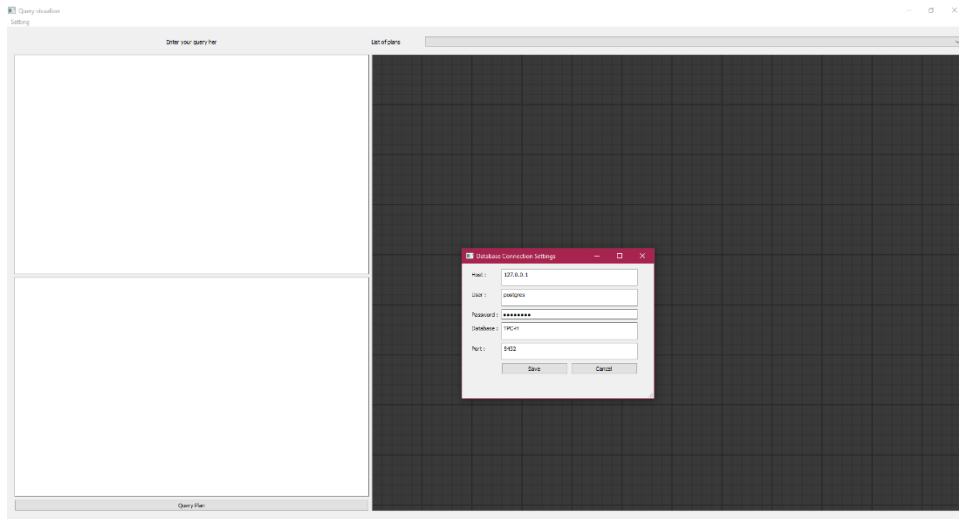 Query visualizer
Setting
Enter your query her
List of plans
Database Connection Settings
Host :
127.0.0.1
User :
postgres
Password :
●●●●●●●●
Database :
TPC-H
Port :
5432
Save
Cancel
Query Plan